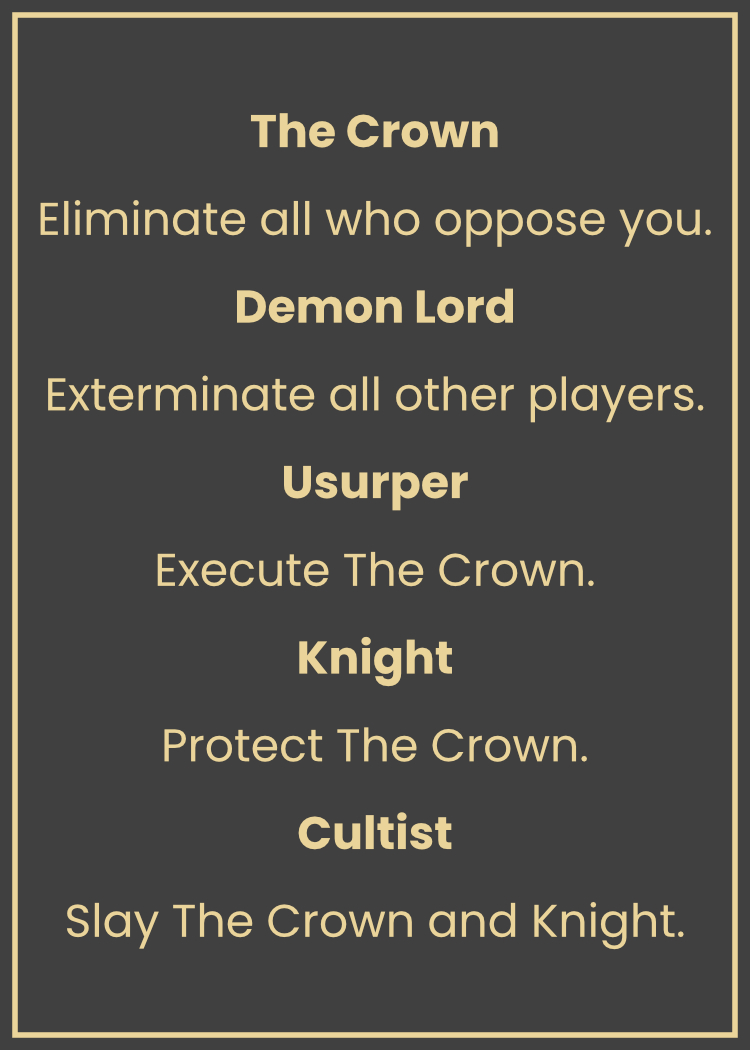 The Crown
Eliminate all who oppose you.
Demon Lord
Exterminate all other players.
Usurper
Execute The Crown.
Knight
Protect The Crown.
Cultist
Slay The Crown and Knight.